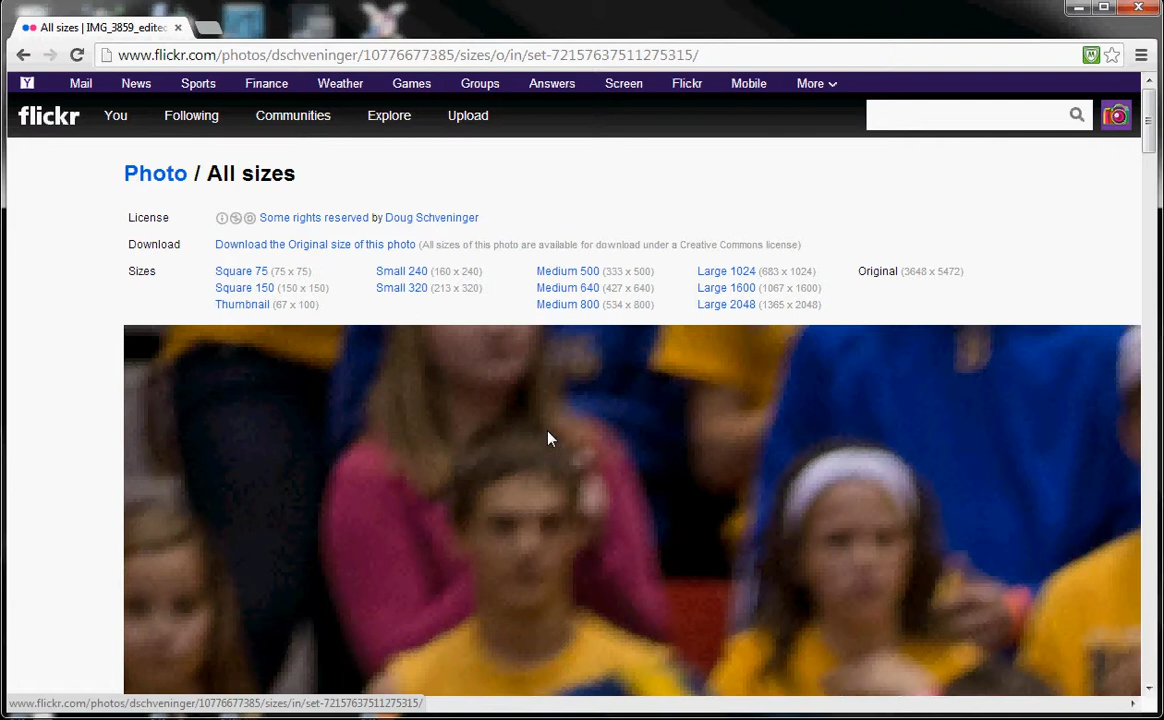 All sizes | IMG_3859_edited
www.flickr.com/photos/dschveninger/10776677385/sizes/o/in/set-72157637511275315/
Y Mail News Sports Finance Weather Games Groups Answers Screen Flickr Mobile More
flickr You Following Communities Explore Upload
Photo / All sizes
License Some rights reserved by Doug Schveninger
Download Download the Original size of this photo (All sizes of this photo are available for download under a Creative Commons license)
Sizes Square 75 (75 x 75) Small 240 (160 x 240) Medium 500 (333 x 500) Large 1024 (683 x 1024) Original (3648 x 5472)
Square 150 (150 x 150) Small 320 (213 x 320) Medium 640 (427 x 640) Large 1600 (1067 x 1600)
Thumbnail (67 x 100) Medium 800 (534 x 800) Large 2048 (1365 x 2048)
www.flickr.com/photos/dschveninger/10776677385/sizes/in/set-72157637511275315/